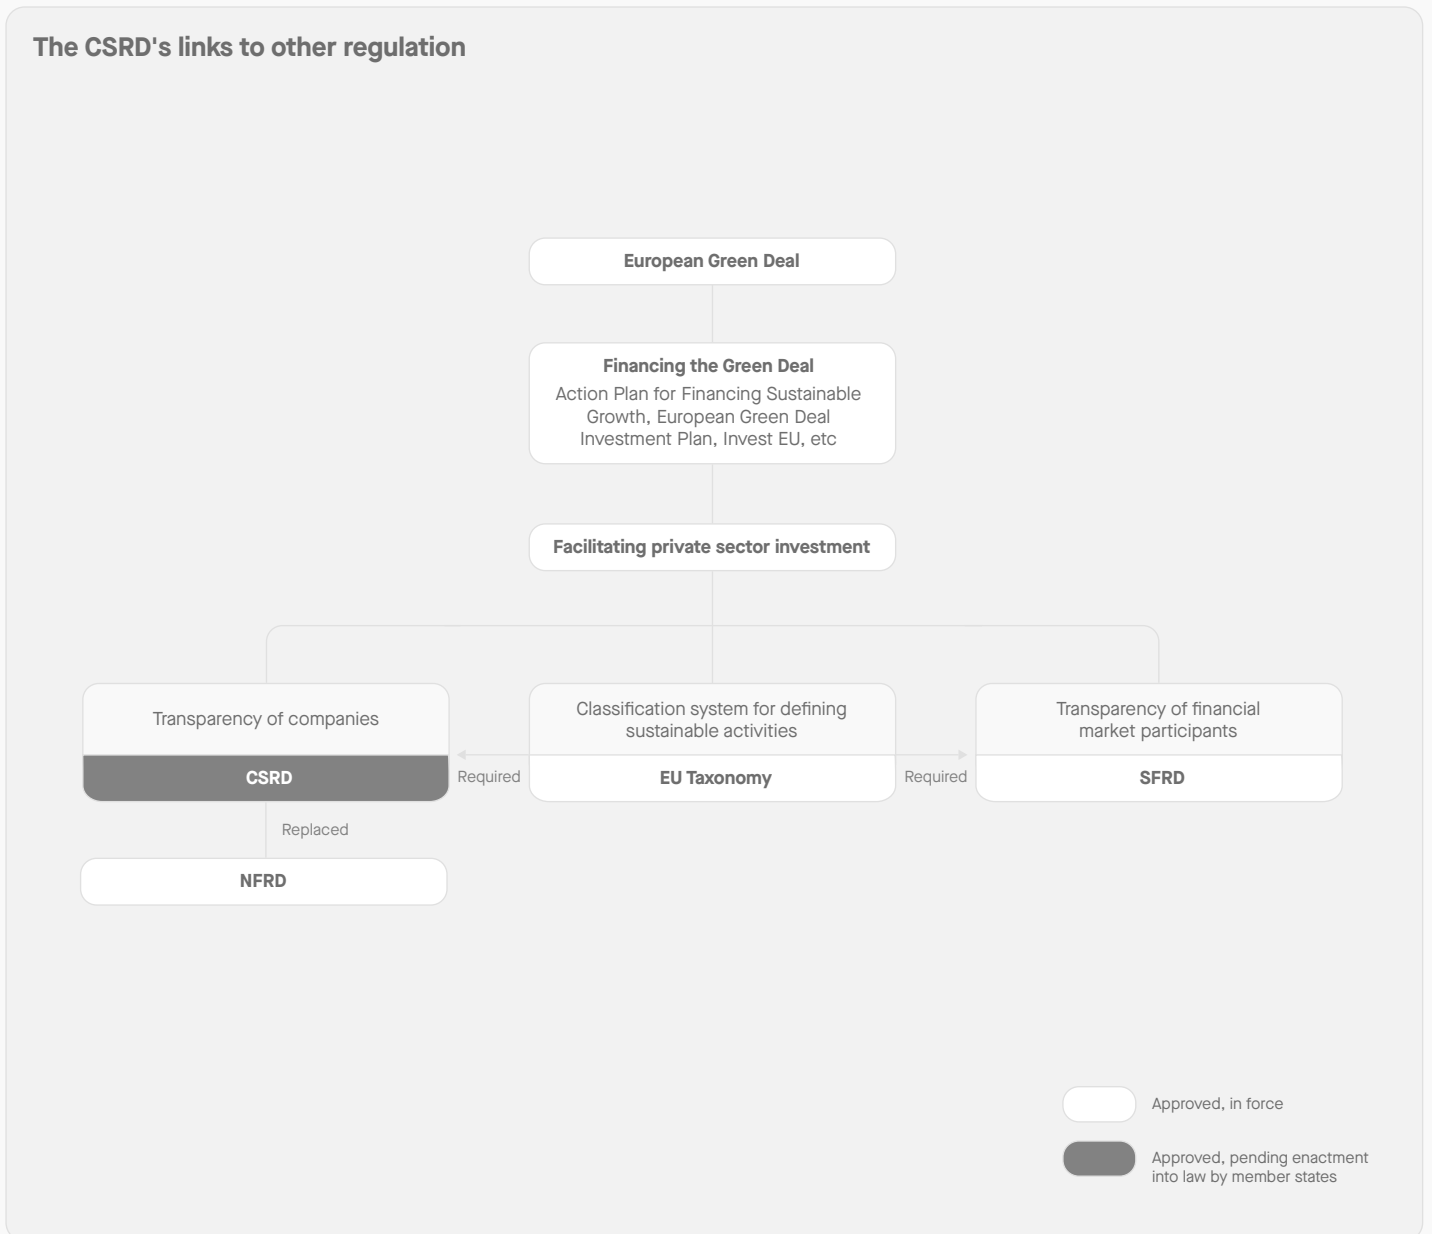 The CSRD's links to other regulation
European Green Deal
Financing the Green Deal
Action Plan for Financing Sustainable
Growth, European Green Deal
Investment Plan, Invest EU, etc
Facilitating private sector investment
Transparency of companies
CSRD
Required
Classification system for defining
sustainable activities
EU Taxonomy
Required
Transparency of financial
market participants
SFRD
Replaced
NFRD
Approved, in force
Approved, pending enactment
into law by member states